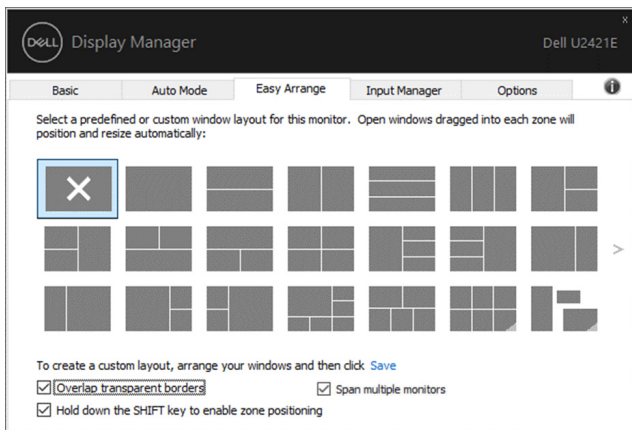 x
DELL Display Manager Dell U2421E
Basic Auto Mode Easy Arrange Input Manager Options i
Select a predefined or custom window layout for this monitor. Open windows dragged into each zone will
position and resize automatically:
>
To create a custom layout, arrange your windows and then click Save
Overlap transparent borders Span multiple monitors
Hold down the SHIFT key to enable zone positioning